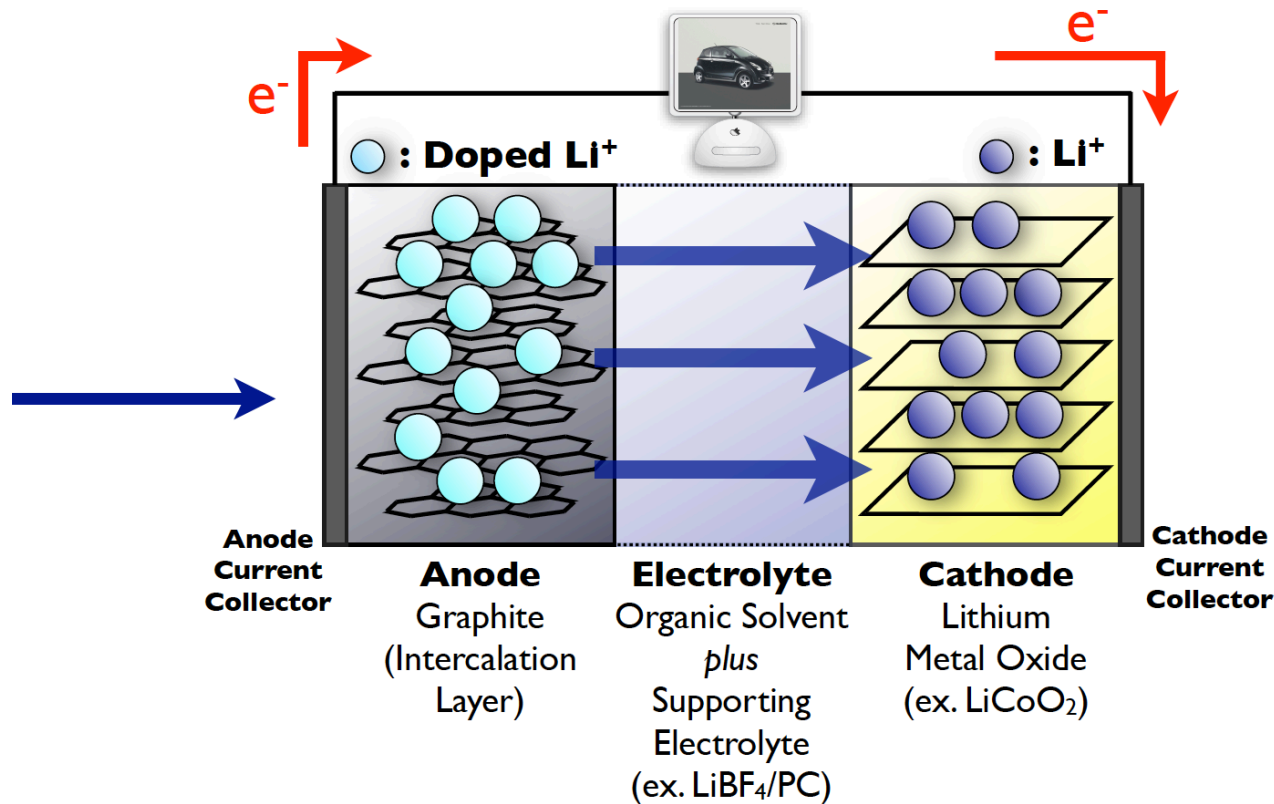 e⁻
e⁻
: Doped Li⁺
: Li⁺
Anode
Current
Collector
Anode
Graphite
(Intercalation
Layer)
Electrolyte
Organic Solvent
plus
Supporting
Electrolyte
(ex. LiBF₄/PC)
Cathode
Lithium
Metal Oxide
(ex. LiCoO₂)
Cathode
Current
Collector